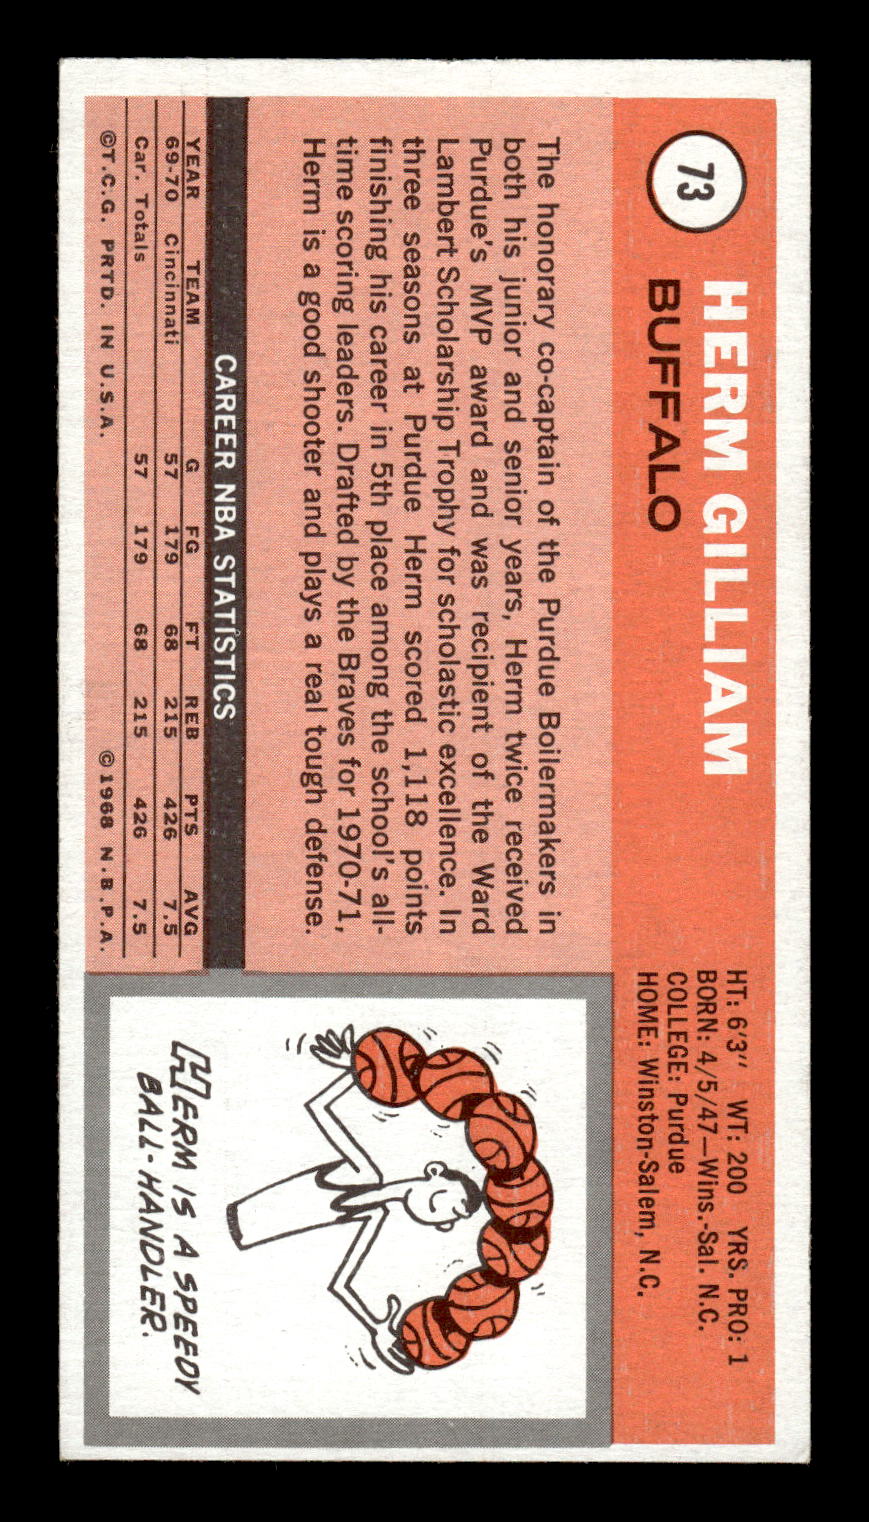 73
HERM GILLIAM
BUFFALO
HT: 6'3" WT: 200 YRS. PRO: 1
BORN: 4/5/47—Wins.-Sal. N.C.
COLLEGE: Purdue
HOME: Winston-Salem, N.C.
The honorary co-captain of the Purdue Boilermakers in
both his junior and senior years, Herm twice received
Purdue's MVP award and was recipient of the Ward
Lambert Scholarship Trophy for scholastic excellence. In
three seasons at Purdue Herm scored 1,118 points
finishing his career in 5th place among the school's all-
time scoring leaders. Drafted by the Braves for 1970-71,
Herm is a good shooter and plays a real tough defense.
CAREER NBA STATISTICS
YEAR TEAM G FG FT REB PTS AVG
69-70 Cincinnati 57 179 68 215 426 7.5
Car. Totals 57 179 68 215 426 7.5
©T.C.G. PRTD. IN U.S.A. ©1968 N.B.P.A.
HERM IS A SPEEDY
BALL-HANDLER.